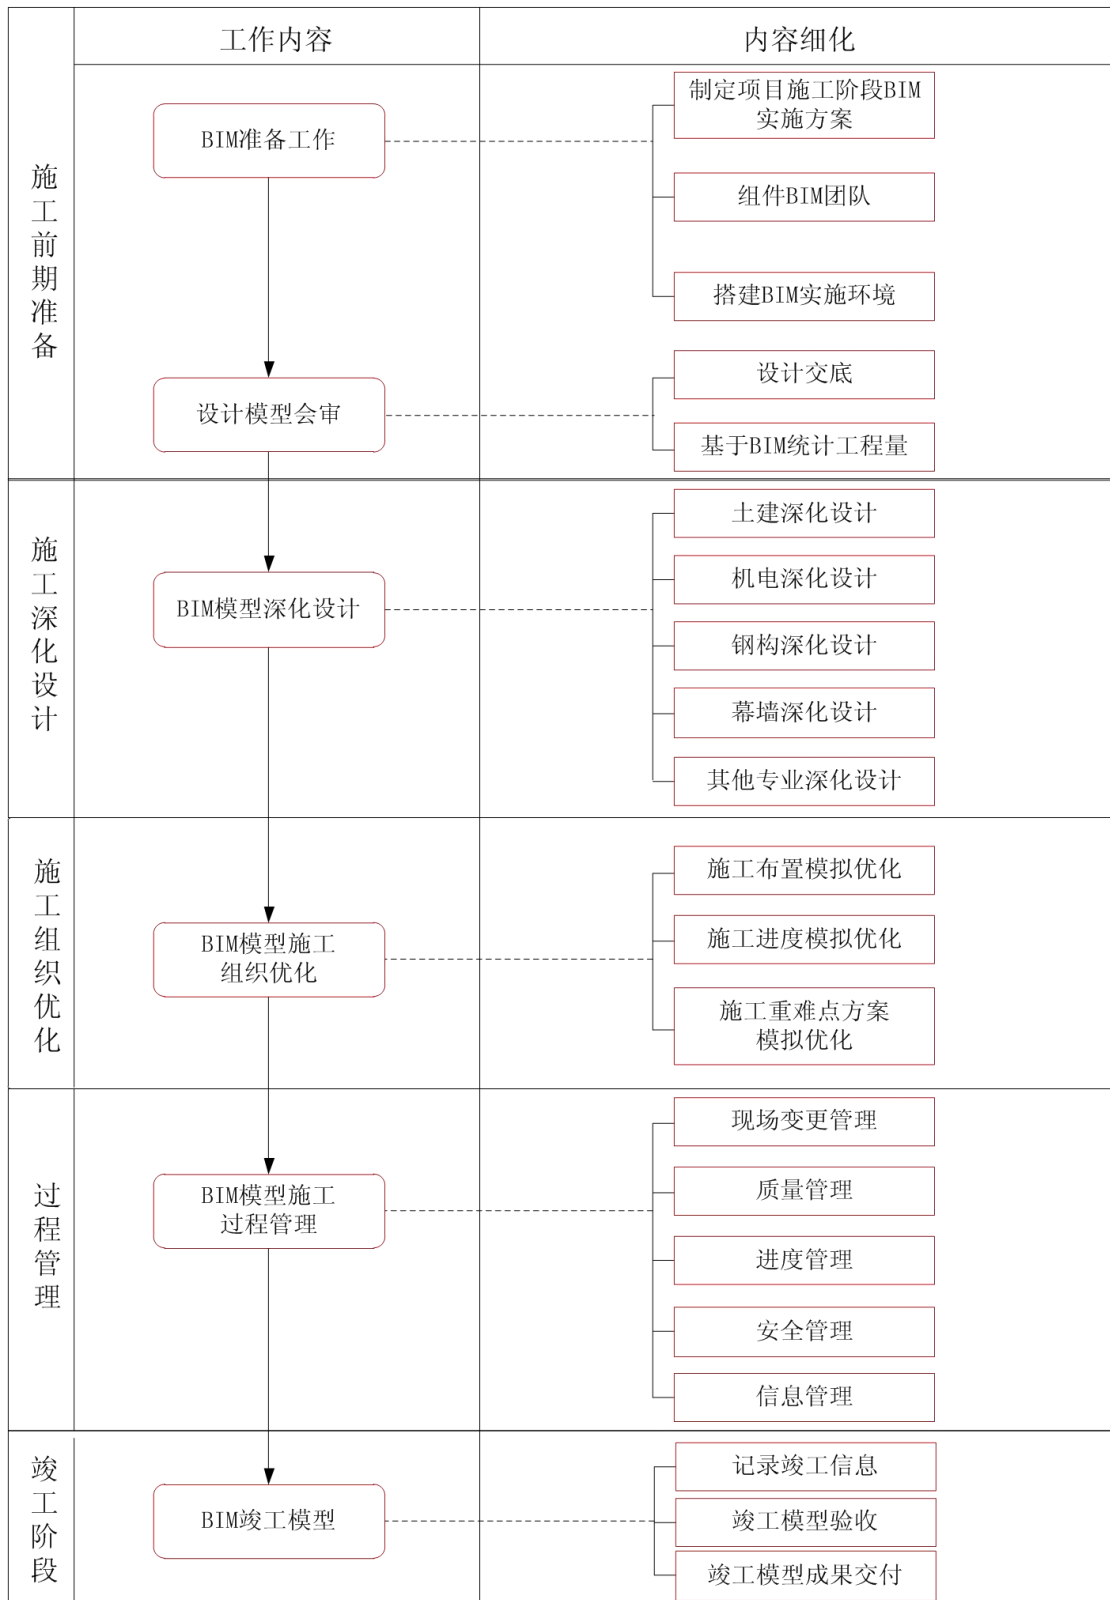 工作内容
内容细化
施工前期准备
BIM准备工作
制定项目施工阶段BIM
实施方案
组件BIM团队
搭建BIM实施环境
设计模型会审
设计交底
基于BIM统计工程量
施工深化设计
BIM模型深化设计
土建深化设计
机电深化设计
钢构深化设计
幕墙深化设计
其他专业深化设计
施工组织优化
BIM模型施工
组织优化
施工布置模拟优化
施工进度模拟优化
施工重难点方案
模拟优化
过程管理
BIM模型施工
过程管理
现场变更管理
质量管理
进度管理
安全管理
信息管理
竣工阶段
BIM竣工模型
记录竣工信息
竣工模型验收
竣工模型成果交付